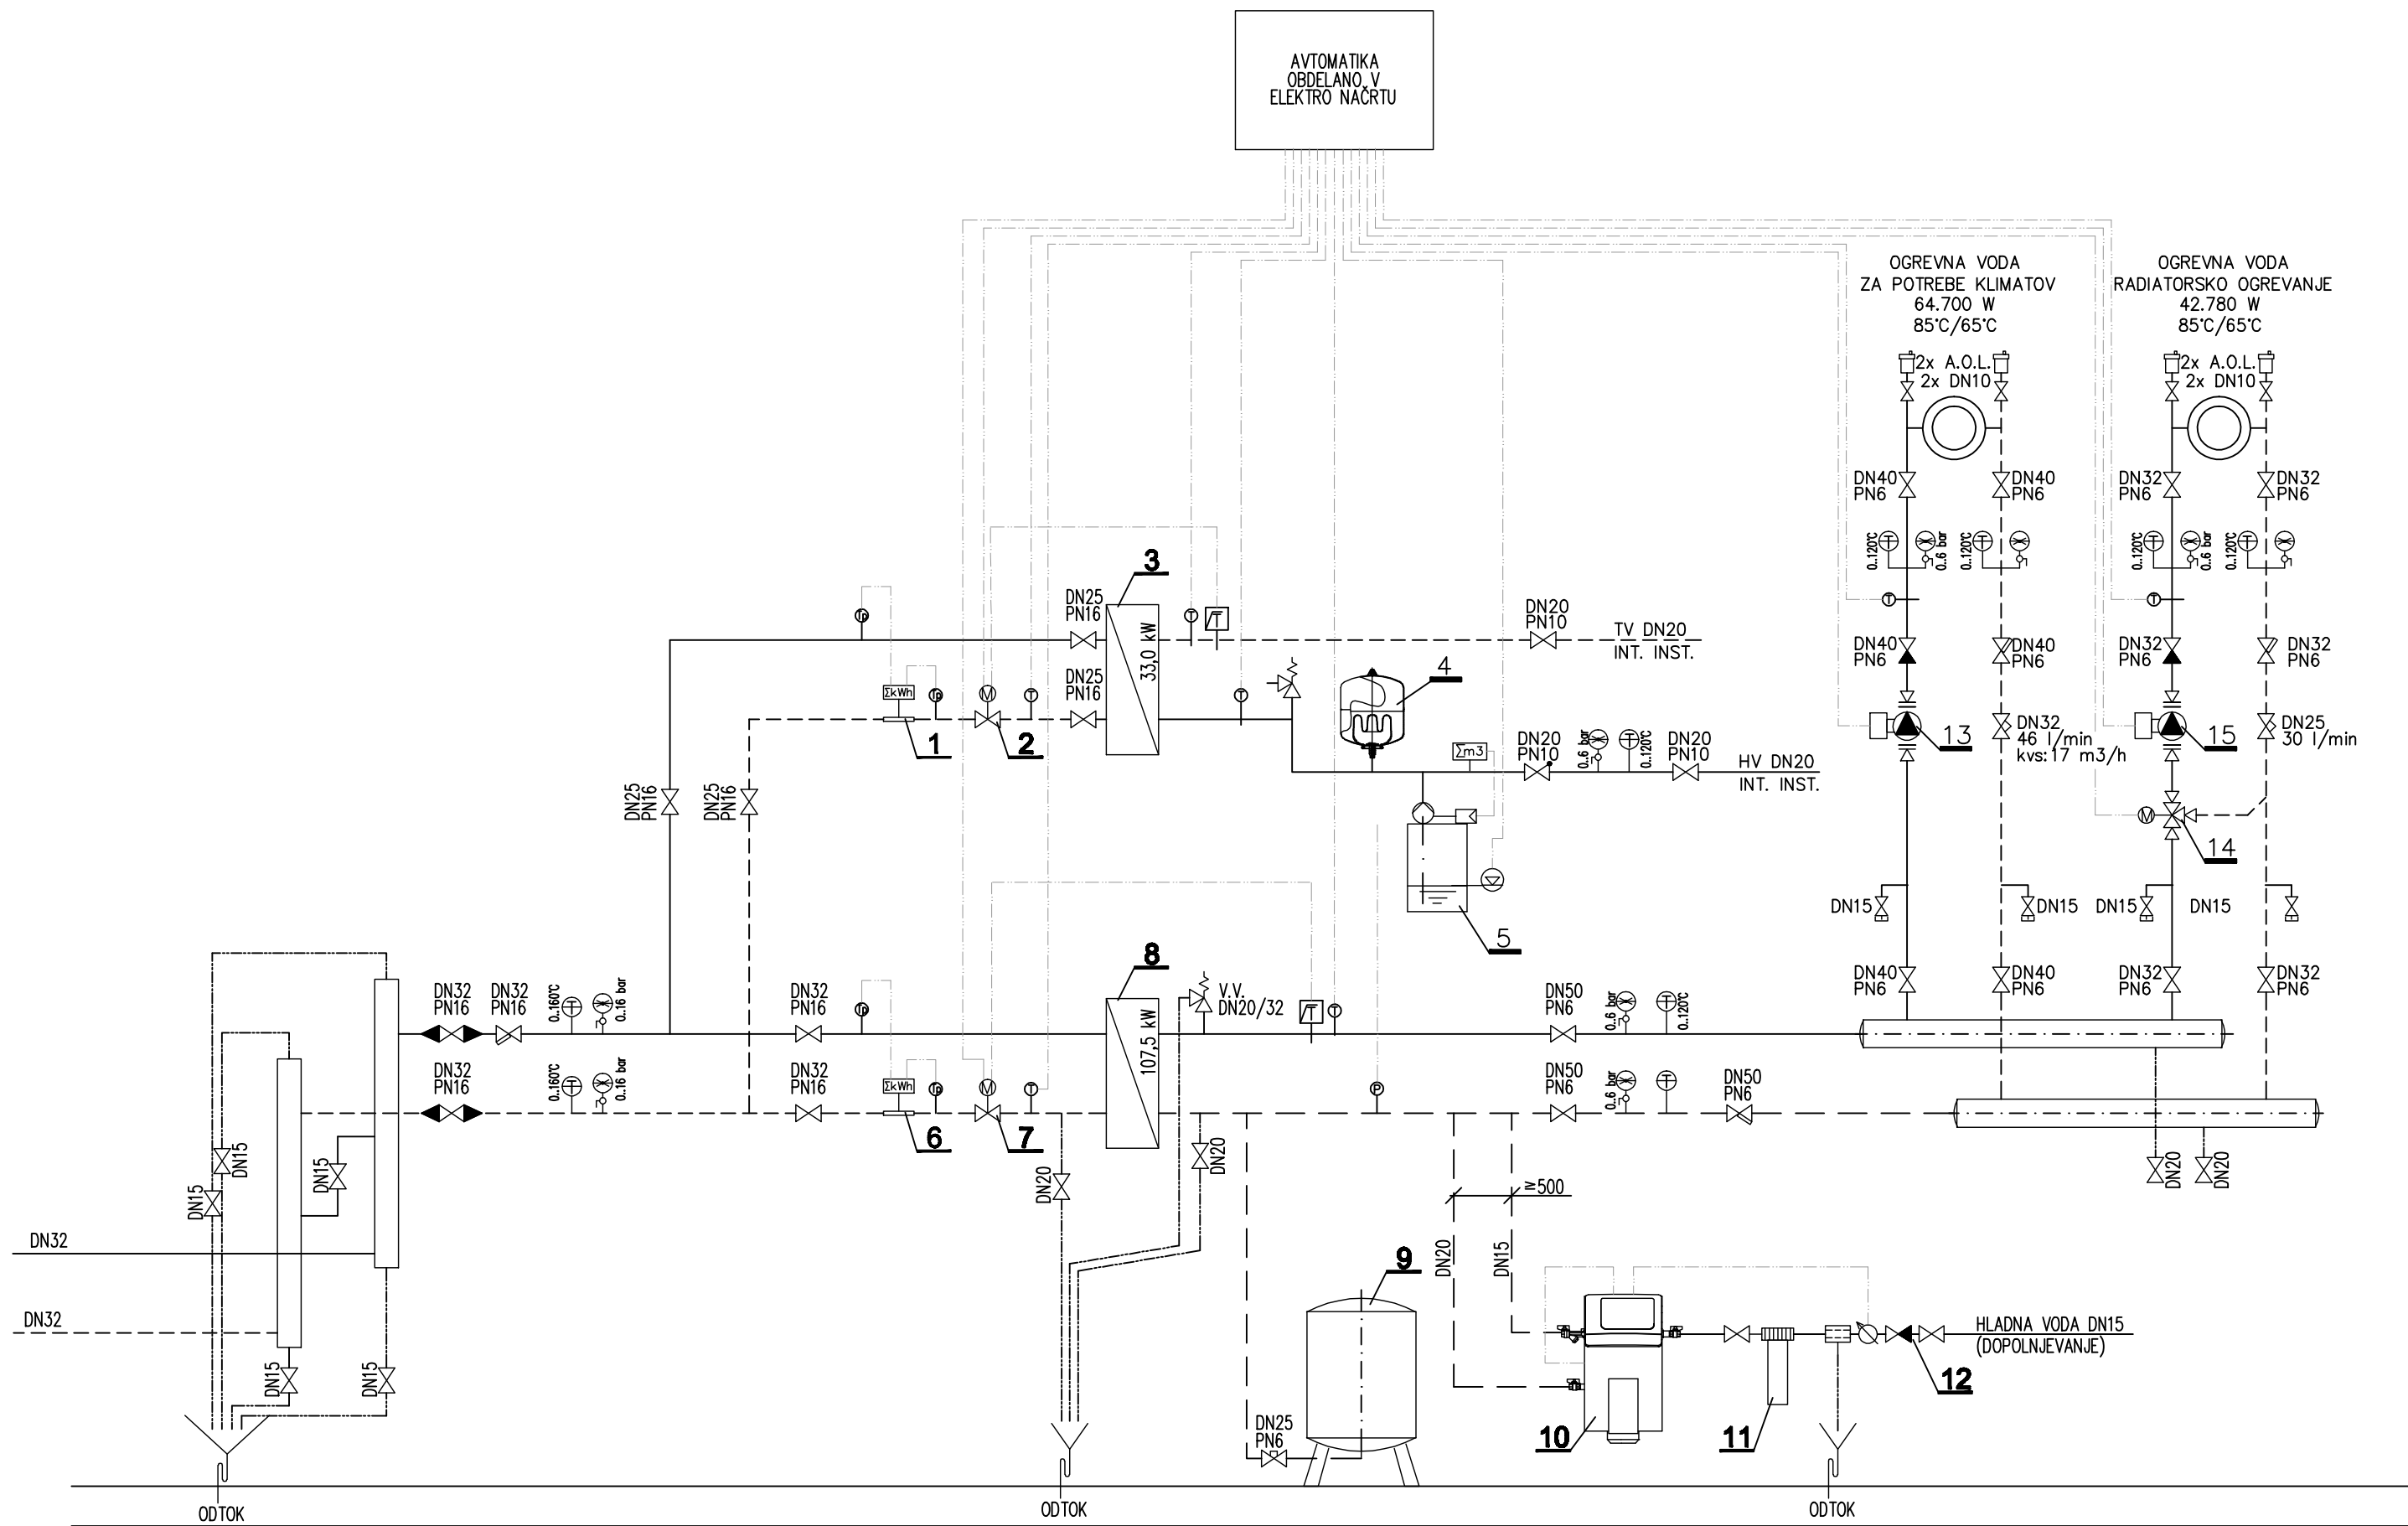 AVTOMATIKA
OBDELANO V
ELEKTRO NAČRTU
OGREVNA VODA
ZA POTREBE KLIMATOV
64.700 W
85°C/65°C
OGREVNA VODA
RADIATORSKO OGREVANJE
42.780 W
85°C/65°C
2x A.O.L.
2x DN10
2x A.O.L.
2x DN10
DN40
PN6
DN40
PN6
DN32
PN6
DN32
PN6
0..120°C
T
0..6 bar
0..120°C
T
0..120°C
T
0..6 bar
0..120°C
T
T
T
3
DN25
PN16
33,0 kW
Tp
T
T
DN20
PN10
TV DN20
INT. INST.
DN40
PN6
DN40
PN6
DN32
PN6
DN32
PN6
DN25
PN16
ΣkWh
Tp
M
T
T
1
2
4
DN32
46 l/min
kvs:17 m3/h
13
DN25
30 l/min
15
Σm3
DN20
PN10
0..6 bar
T
0..120°C
DN20
PN10
HV DN20
INT. INST.
DN25
PN16
DN25
PN16
M
14
5
DN15
DN15
DN15
DN15
8
107,5 kW
DN32
PN16
DN32
PN16
0..160°C
T
0..16 bar
DN32
PN16
Tp
V.V.
DN20/32
T
T
DN50
PN6
0..6 bar
T
0..120°C
DN40
PN6
DN40
PN6
DN32
PN6
DN32
PN6
DN32
PN16
0..160°C
T
0..16 bar
DN32
PN16
ΣkWh
Tp
M
T
6
7
P
DN50
PN6
0..6 bar
T
DN50
PN6
DN15
DN15
DN15
DN20
DN20
DN20
DN20
≥500
DN20
DN15
DN32
DN32
DN15
DN15
9
DN25
PN6
10
11
12
HLADNA VODA DN15
(DOPOLNJEVANJE)
ODTOK
ODTOK
ODTOK